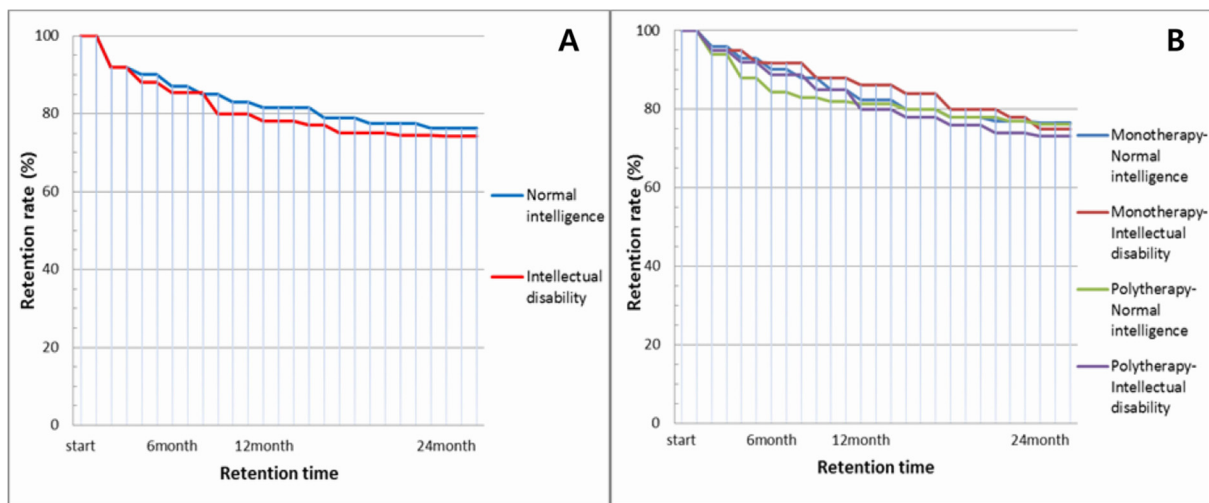 A
100
80
60
40
20
0
Retention rate (%)
start
6month
12month
24month
Retention time
Normal
intelligence
Intellectual
disability
B
100
80
60
40
20
0
Retention rate (%)
start
6month
12month
24month
Retention time
Monotherapy-
Normal
intelligence
Monotherapy-
Intellectual
disability
Polytherapy-
Normal
intelligence
Polytherapy-
Intellectual
disability